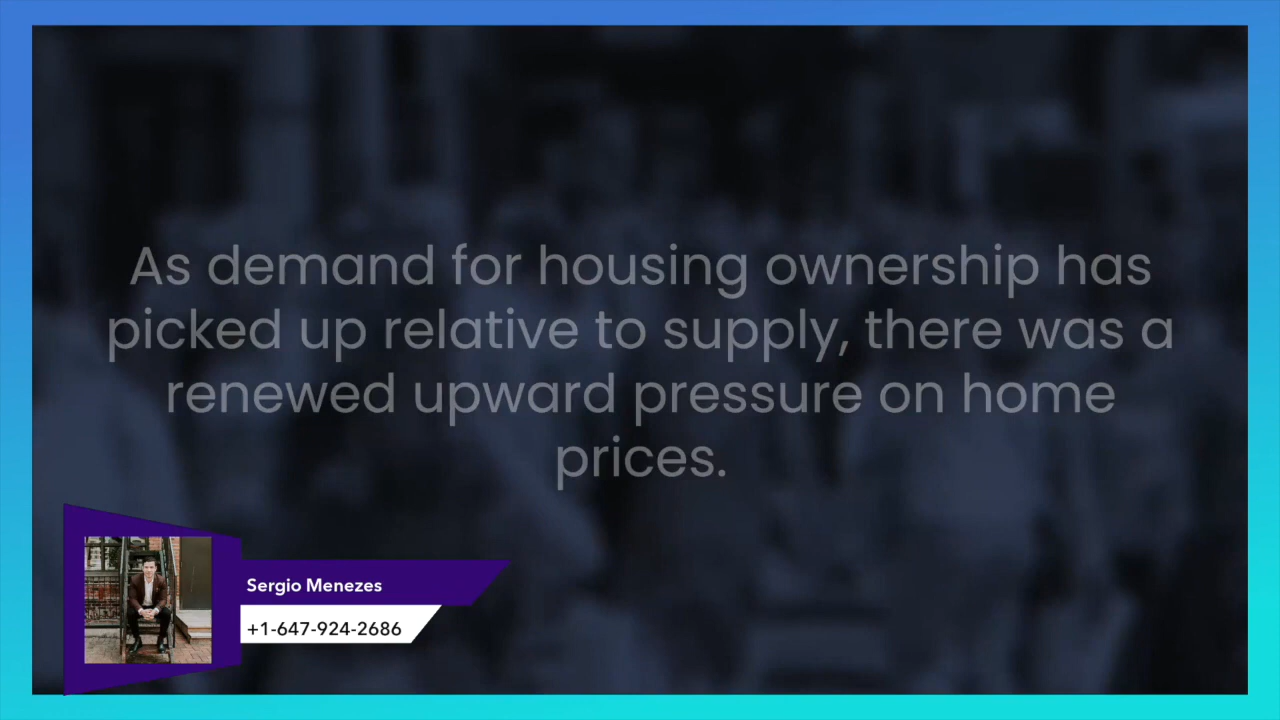 As demand for housing ownership has
picked up relative to supply, there was a
renewed upward pressure on home
prices.
Sergio Menezes
+1-647-924-2686